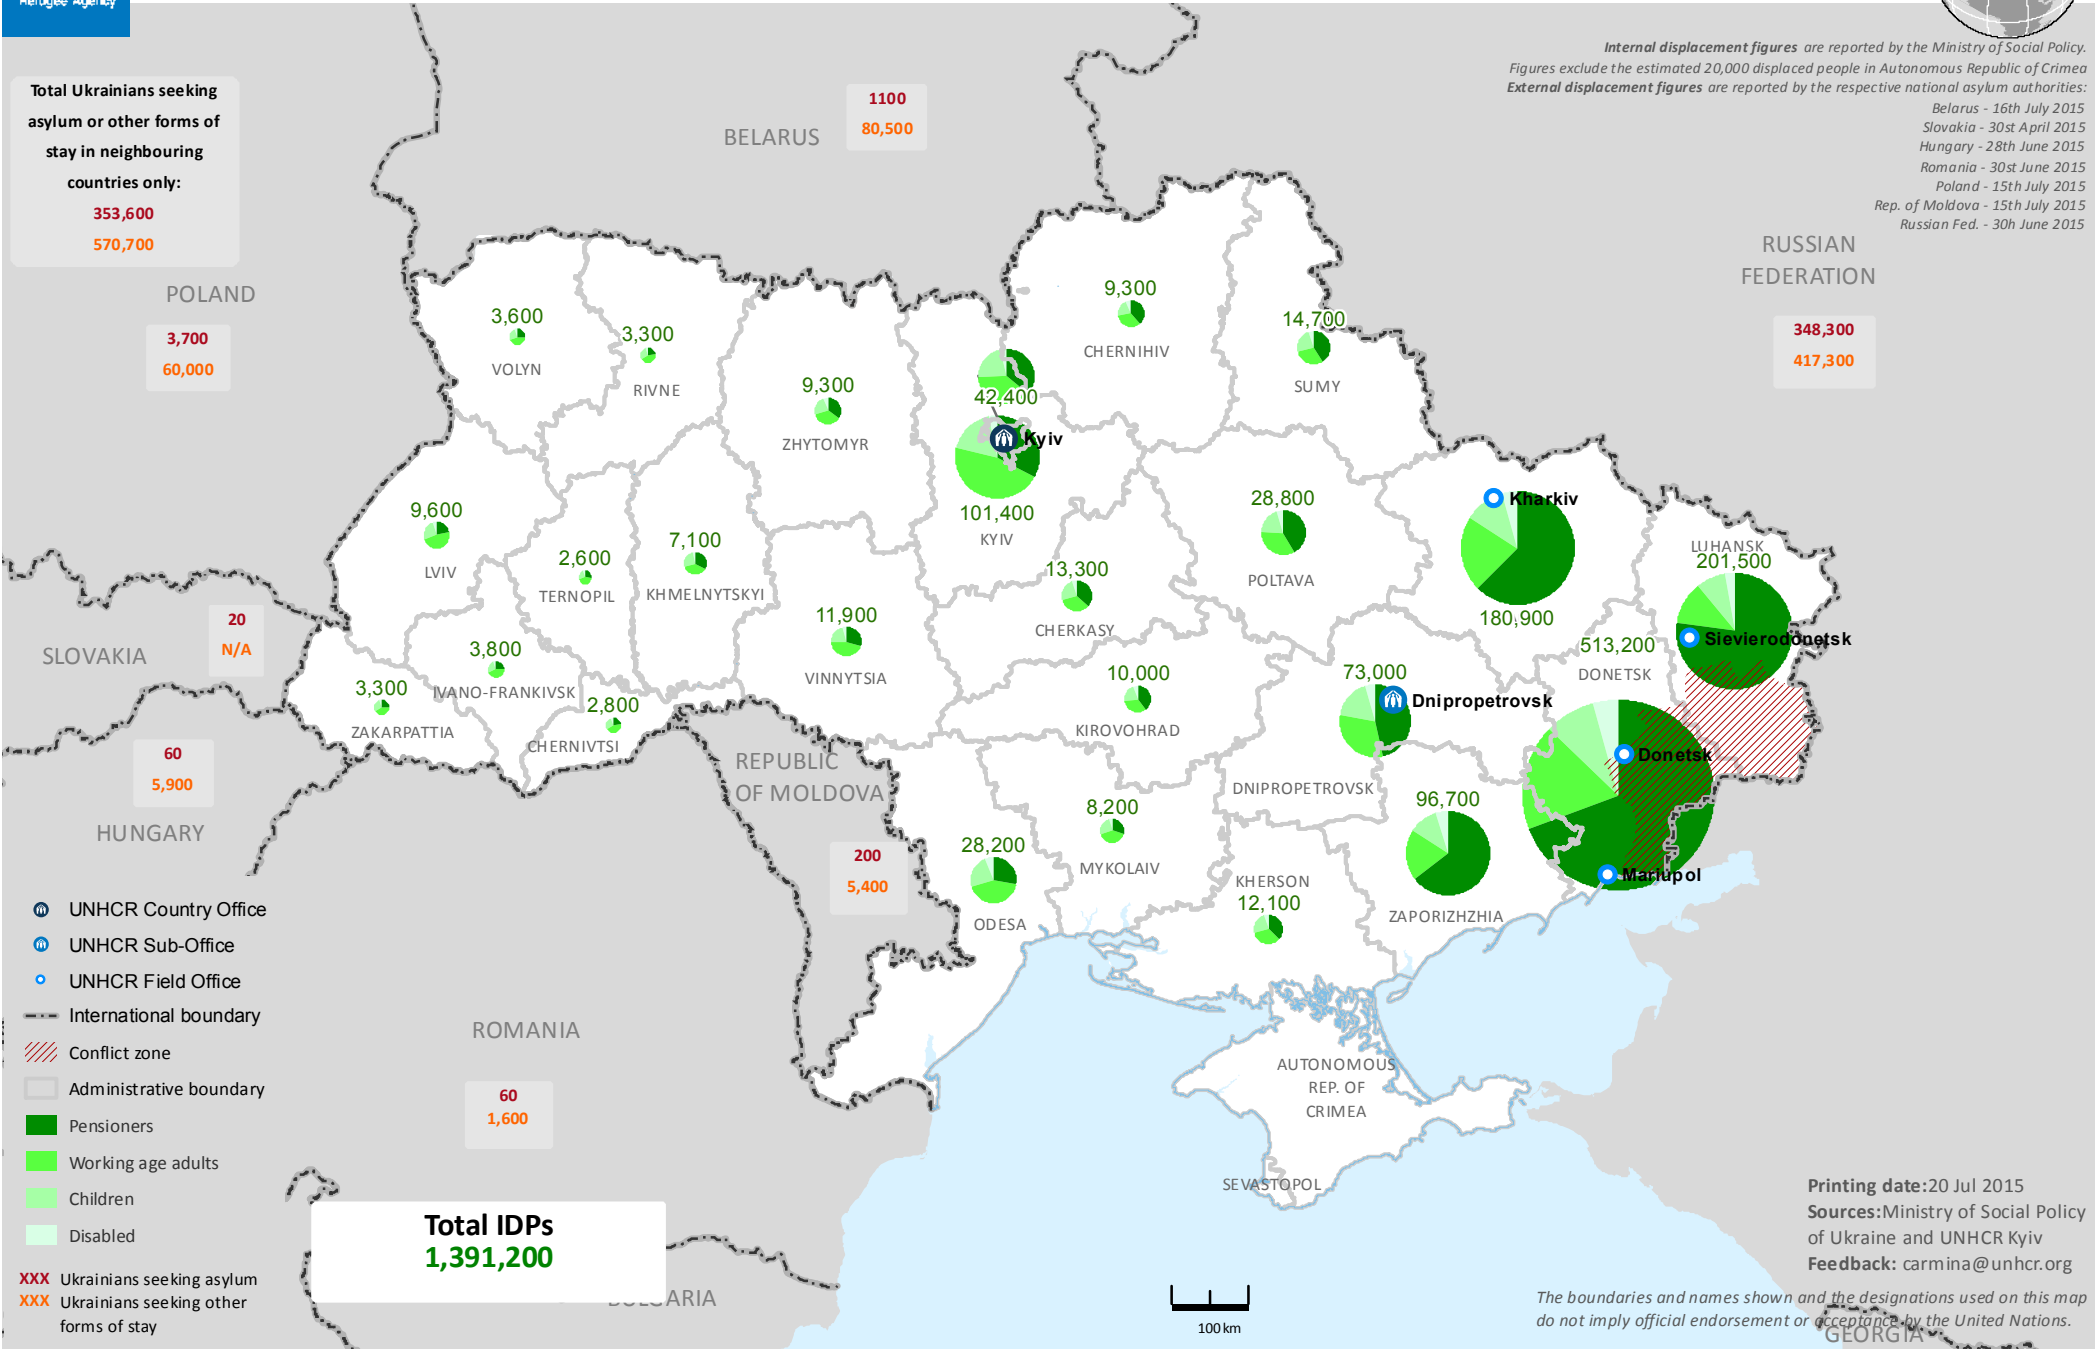 Refugee Agency
Total Ukrainians seeking
asylum or other forms of
stay in neighbouring
countries only:
353,600
570,700
Internal displacement figures are reported by the Ministry of Social Policy.
Figures exclude the estimated 20,000 displaced people in Autonomous Republic of Crimea
External displacement figures are reported by the respective national asylum authorities:
Belarus - 16th July 2015
Slovakia - 30st April 2015
Hungary - 28th June 2015
Romania - 30st June 2015
Poland - 15th July 2015
Rep. of Moldova - 15th July 2015
Russian Fed. - 30h June 2015
BELARUS
1100
80,500
RUSSIAN
FEDERATION
348,300
417,300
POLAND
3,700
60,000
3,600
VOLYN
3,300
RIVNE
9,300
ZHYTOMYR
9,300
CHERNIHIV
14,700
SUMY
42,400
Kyiv
101,400
KYIV
9,600
LVIV
2,600
TERNOPIL
7,100
KHMELNYTSKYI
11,900
VINNYTSIA
13,300
CHERKASY
28,800
POLTAVA
Kharkiv
180,900
LUHANSK
201,500
Sievierodonetsk
513,200
DONETSK
Donetsk
Mariupol
SLOVAKIA
20
N/A
3,800
IVANO-FRANKIVSK
3,300
ZAKARPATTIA
2,800
CHERNIVTSI
10,000
KIROVOHRAD
73,000
Dnipropetrovsk
DNIPROPETROVSK
96,700
ZAPORIZHZHIA
60
5,900
HUNGARY
REPUBLIC
OF MOLDOVA
200
5,400
28,200
ODESA
8,200
MYKOLAIV
KHERSON
12,100
ROMANIA
60
1,600
AUTONOMOUS
REP. OF
CRIMEA
SEVASTOPOL
UNHCR Country Office
UNHCR Sub-Office
UNHCR Field Office
International boundary
Conflict zone
Administrative boundary
Pensioners
Working age adults
Children
Disabled
XXX Ukrainians seeking asylum
XXX Ukrainians seeking other
forms of stay
Total IDPs
1,391,200
BULGARIA
100 km
Printing date:20 Jul 2015
Sources:Ministry of Social Policy
of Ukraine and UNHCR Kyiv
Feedback: carmina@unhcr.org
The boundaries and names shown and the designations used on this map
do not imply official endorsement or acceptance by the United Nations.
GEORGIA